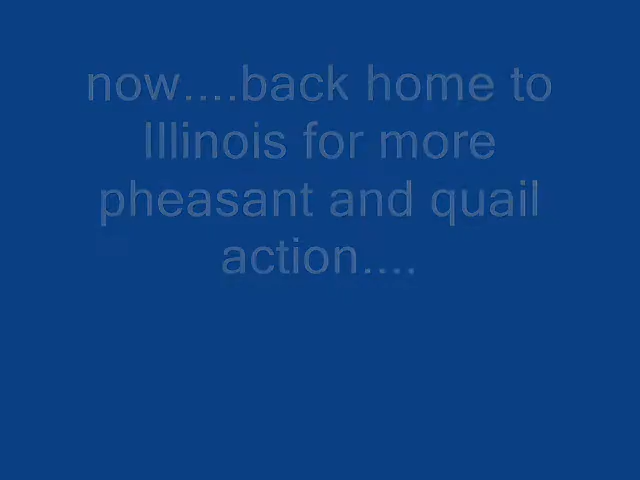 now....back home to
Illinois for more
pheasant and quail
action....